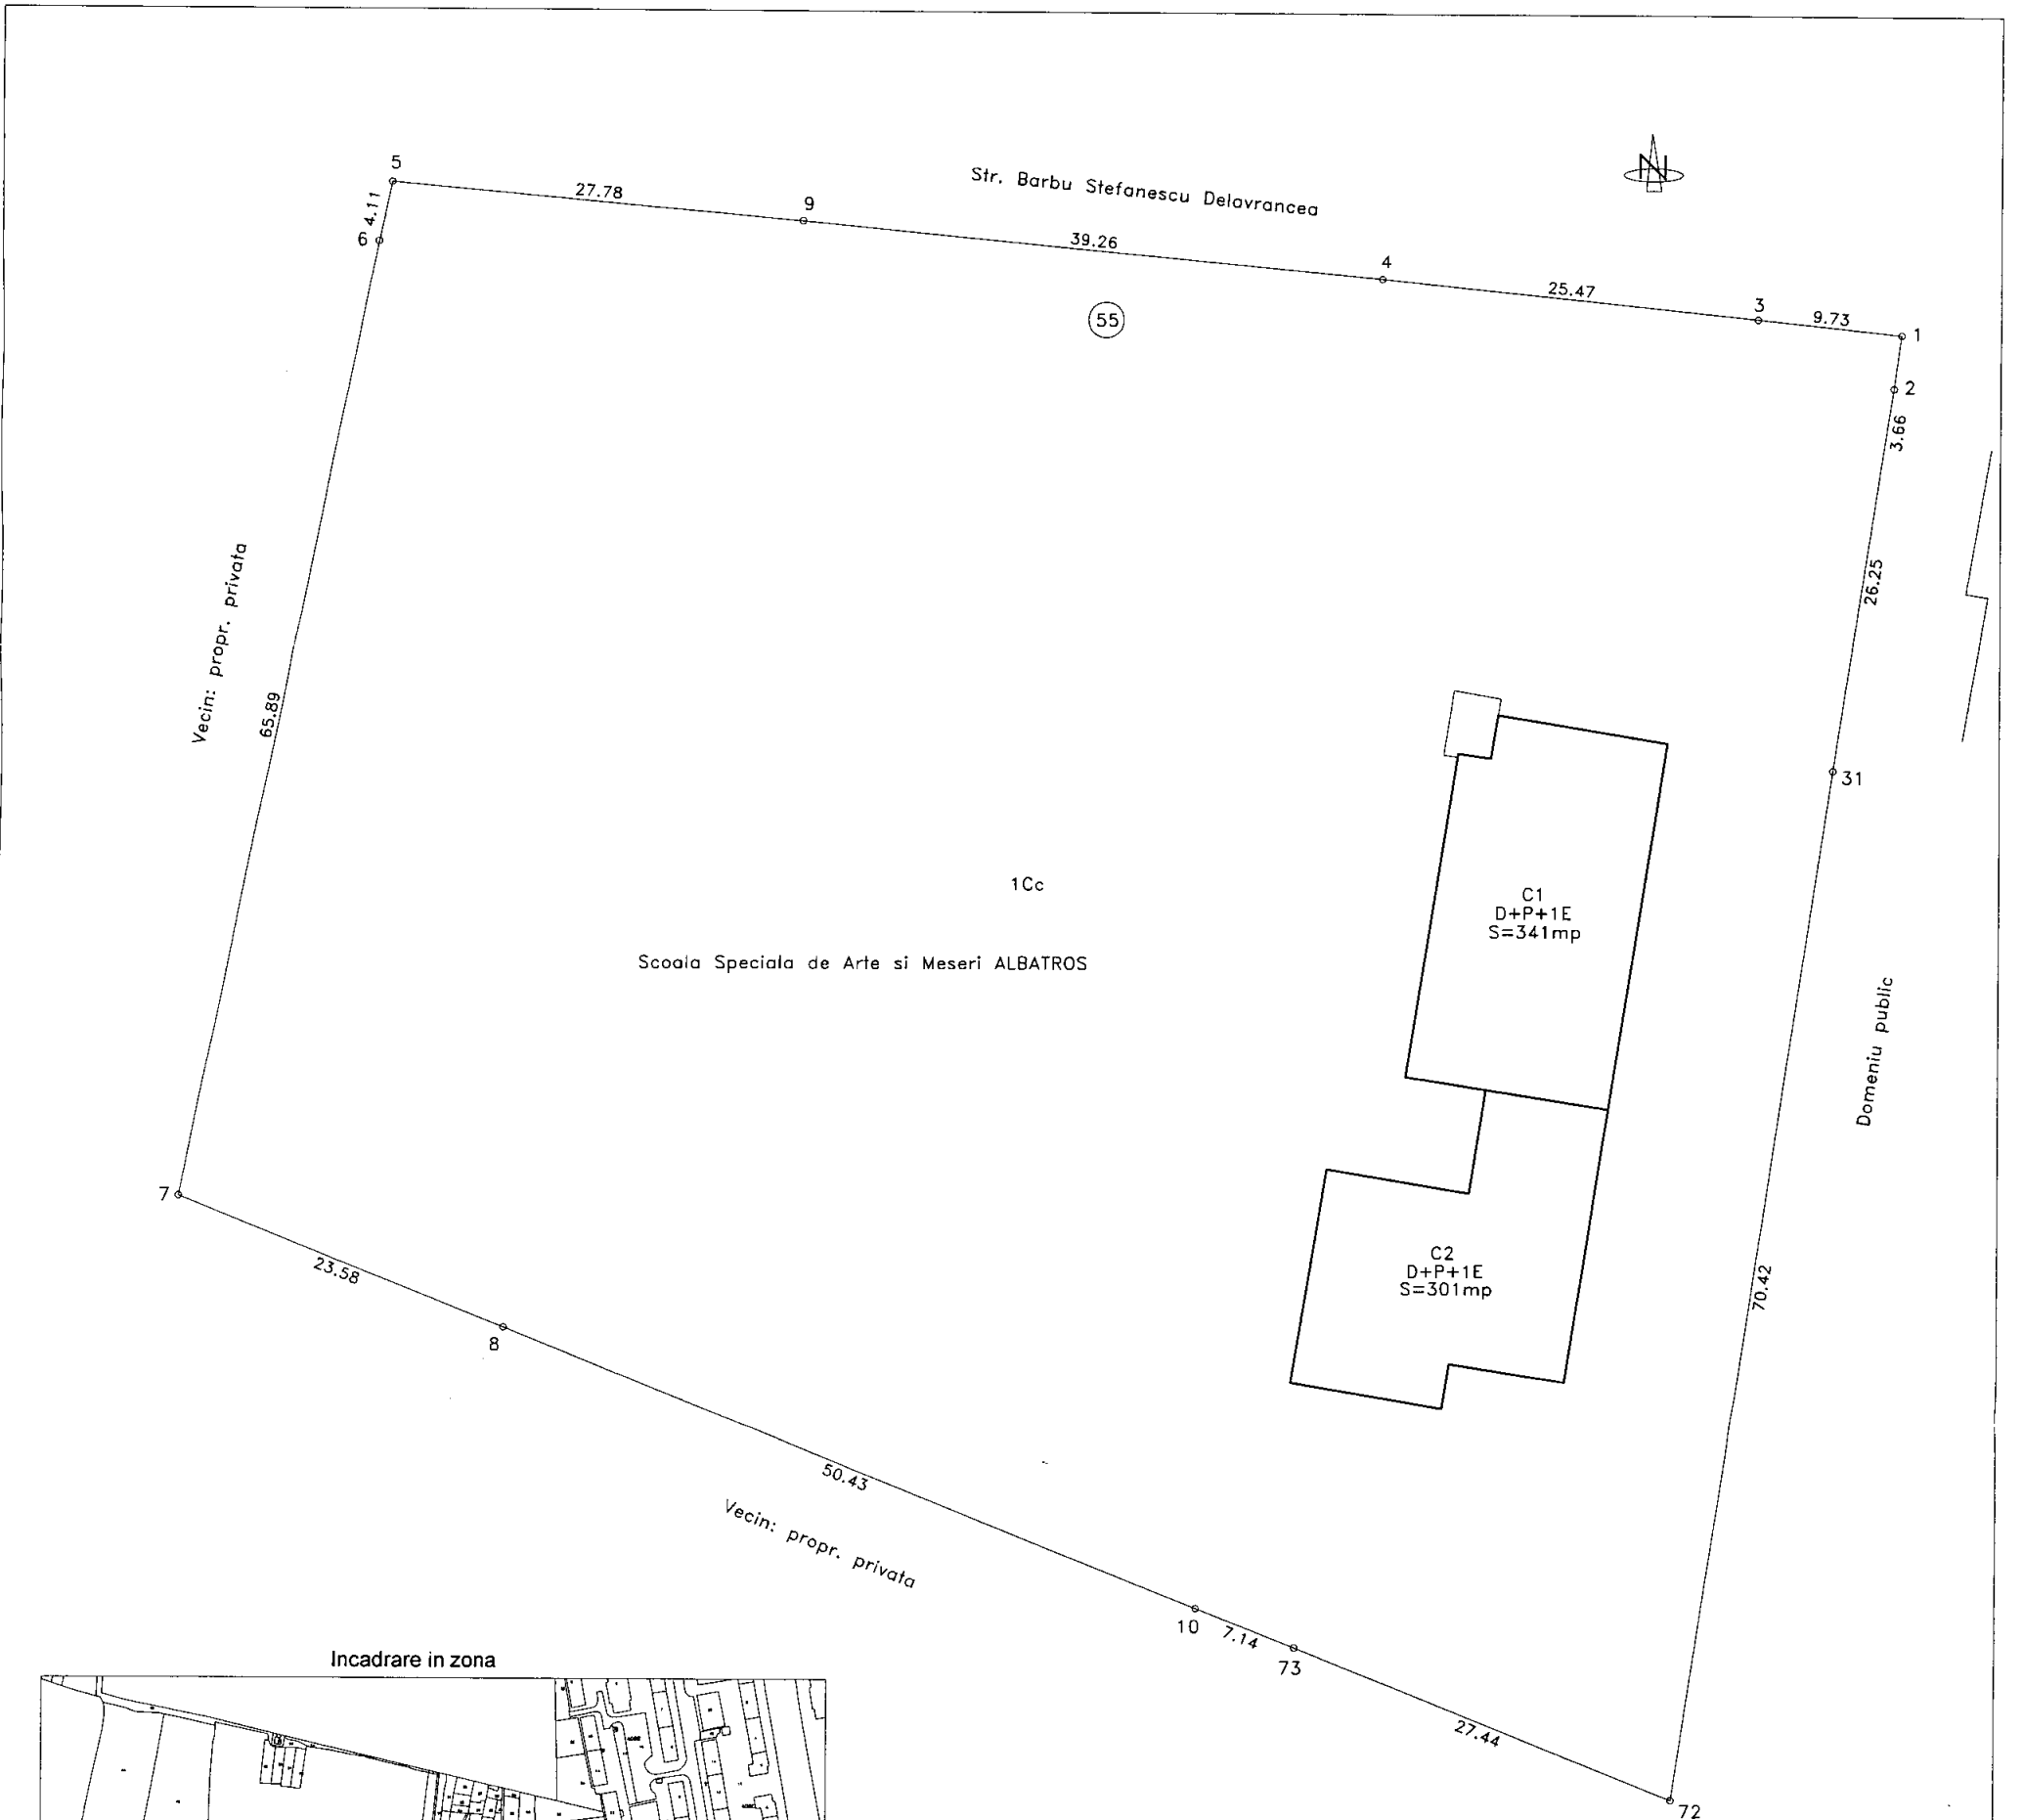 5
27.78
9
Str. Barbu Stefanescu Delavrancea
N
4.11
6
39.26
4
25.47
3
9.73
1
55
2
3.66
26.25
Vecin: propr. privata
65.89
31
1Cc
C1
D+P+1E
S=341mp
Scoala Speciala de Arte si Meseri ALBATROS
Domeniu public
7
23.58
8
C2
D+P+1E
S=301mp
70.42
50.43
Vecin: propr. privata
10
7.14
73
27.44
72
Incadrare in zona